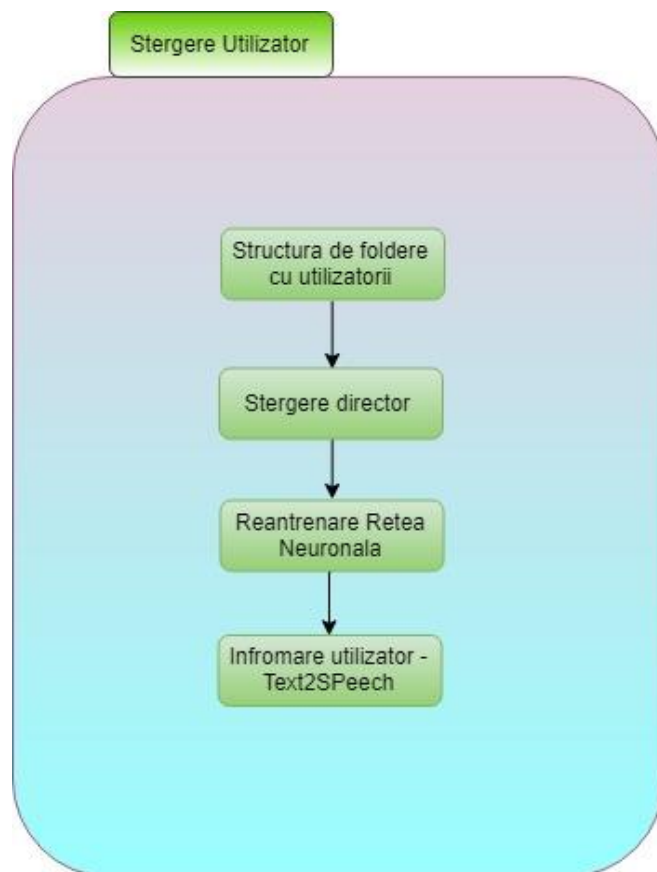 Stergere Utilizator
Structura de foldere
cu utilizatorii
Stergere director
Reantrenare Retea
Neuronala
Infromare utilizator -
Text2SPeech